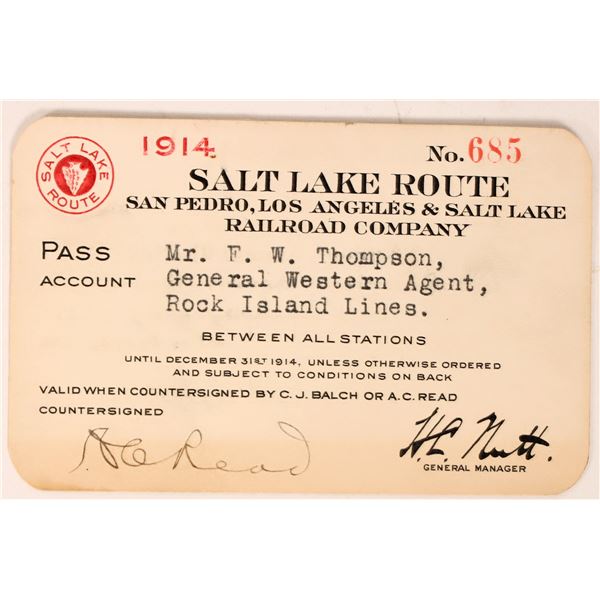 SALT LAKE ROUTE
1914
No. 685
SALT LAKE ROUTE
SAN PEDRO, LOS ANGELES & SALT LAKE
RAILROAD COMPANY
PASS Mr. F. W. Thompson,
ACCOUNT General Western Agent,
Rock Island Lines.
BETWEEN ALL STATIONS
UNTIL DECEMBER 31ST 1914, UNLESS OTHERWISE ORDERED
AND SUBJECT TO CONDITIONS ON BACK
VALID WHEN COUNTERSIGNED BY C. J. BALCH OR A. C. READ
COUNTERSIGNED
A C Read
H.C. Nutt.
GENERAL MANAGER